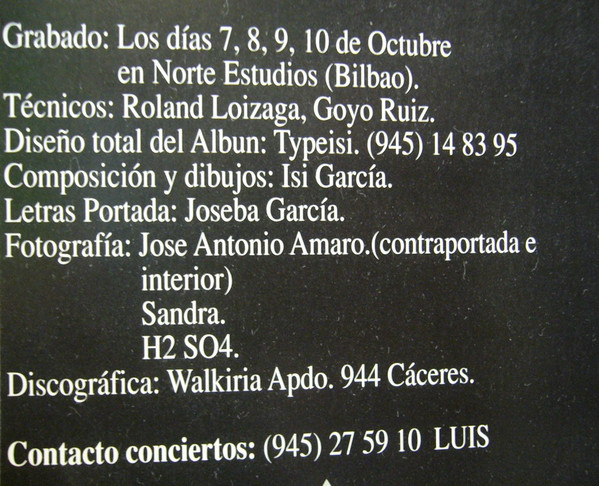 Grabado: Los días 7, 8, 9, 10 de Octubre
en Norte Estudios (Bilbao).
Técnicos: Roland Loizaga, Goyo Ruiz.
Diseño total del Albun: Typeisi. (945) 14 83 95
Composición y dibujos: Isi García.
Letras Portada: Joseba García.
Fotografía: Jose Antonio Amaro.(contraportada e
interior)
Sandra.
H2 SO4.
Discográfica: Walkiria Apdo. 944 Cáceres.
Contacto conciertos: (945) 27 59 10 LUIS